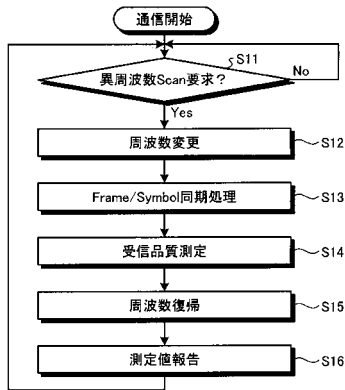 通信開始
S11
異周波数Scan要求？
No
Yes
周波数変更
S12
Frame/Symbol同期処理
S13
受信品質測定
S14
周波数復帰
S15
測定値報告
S16